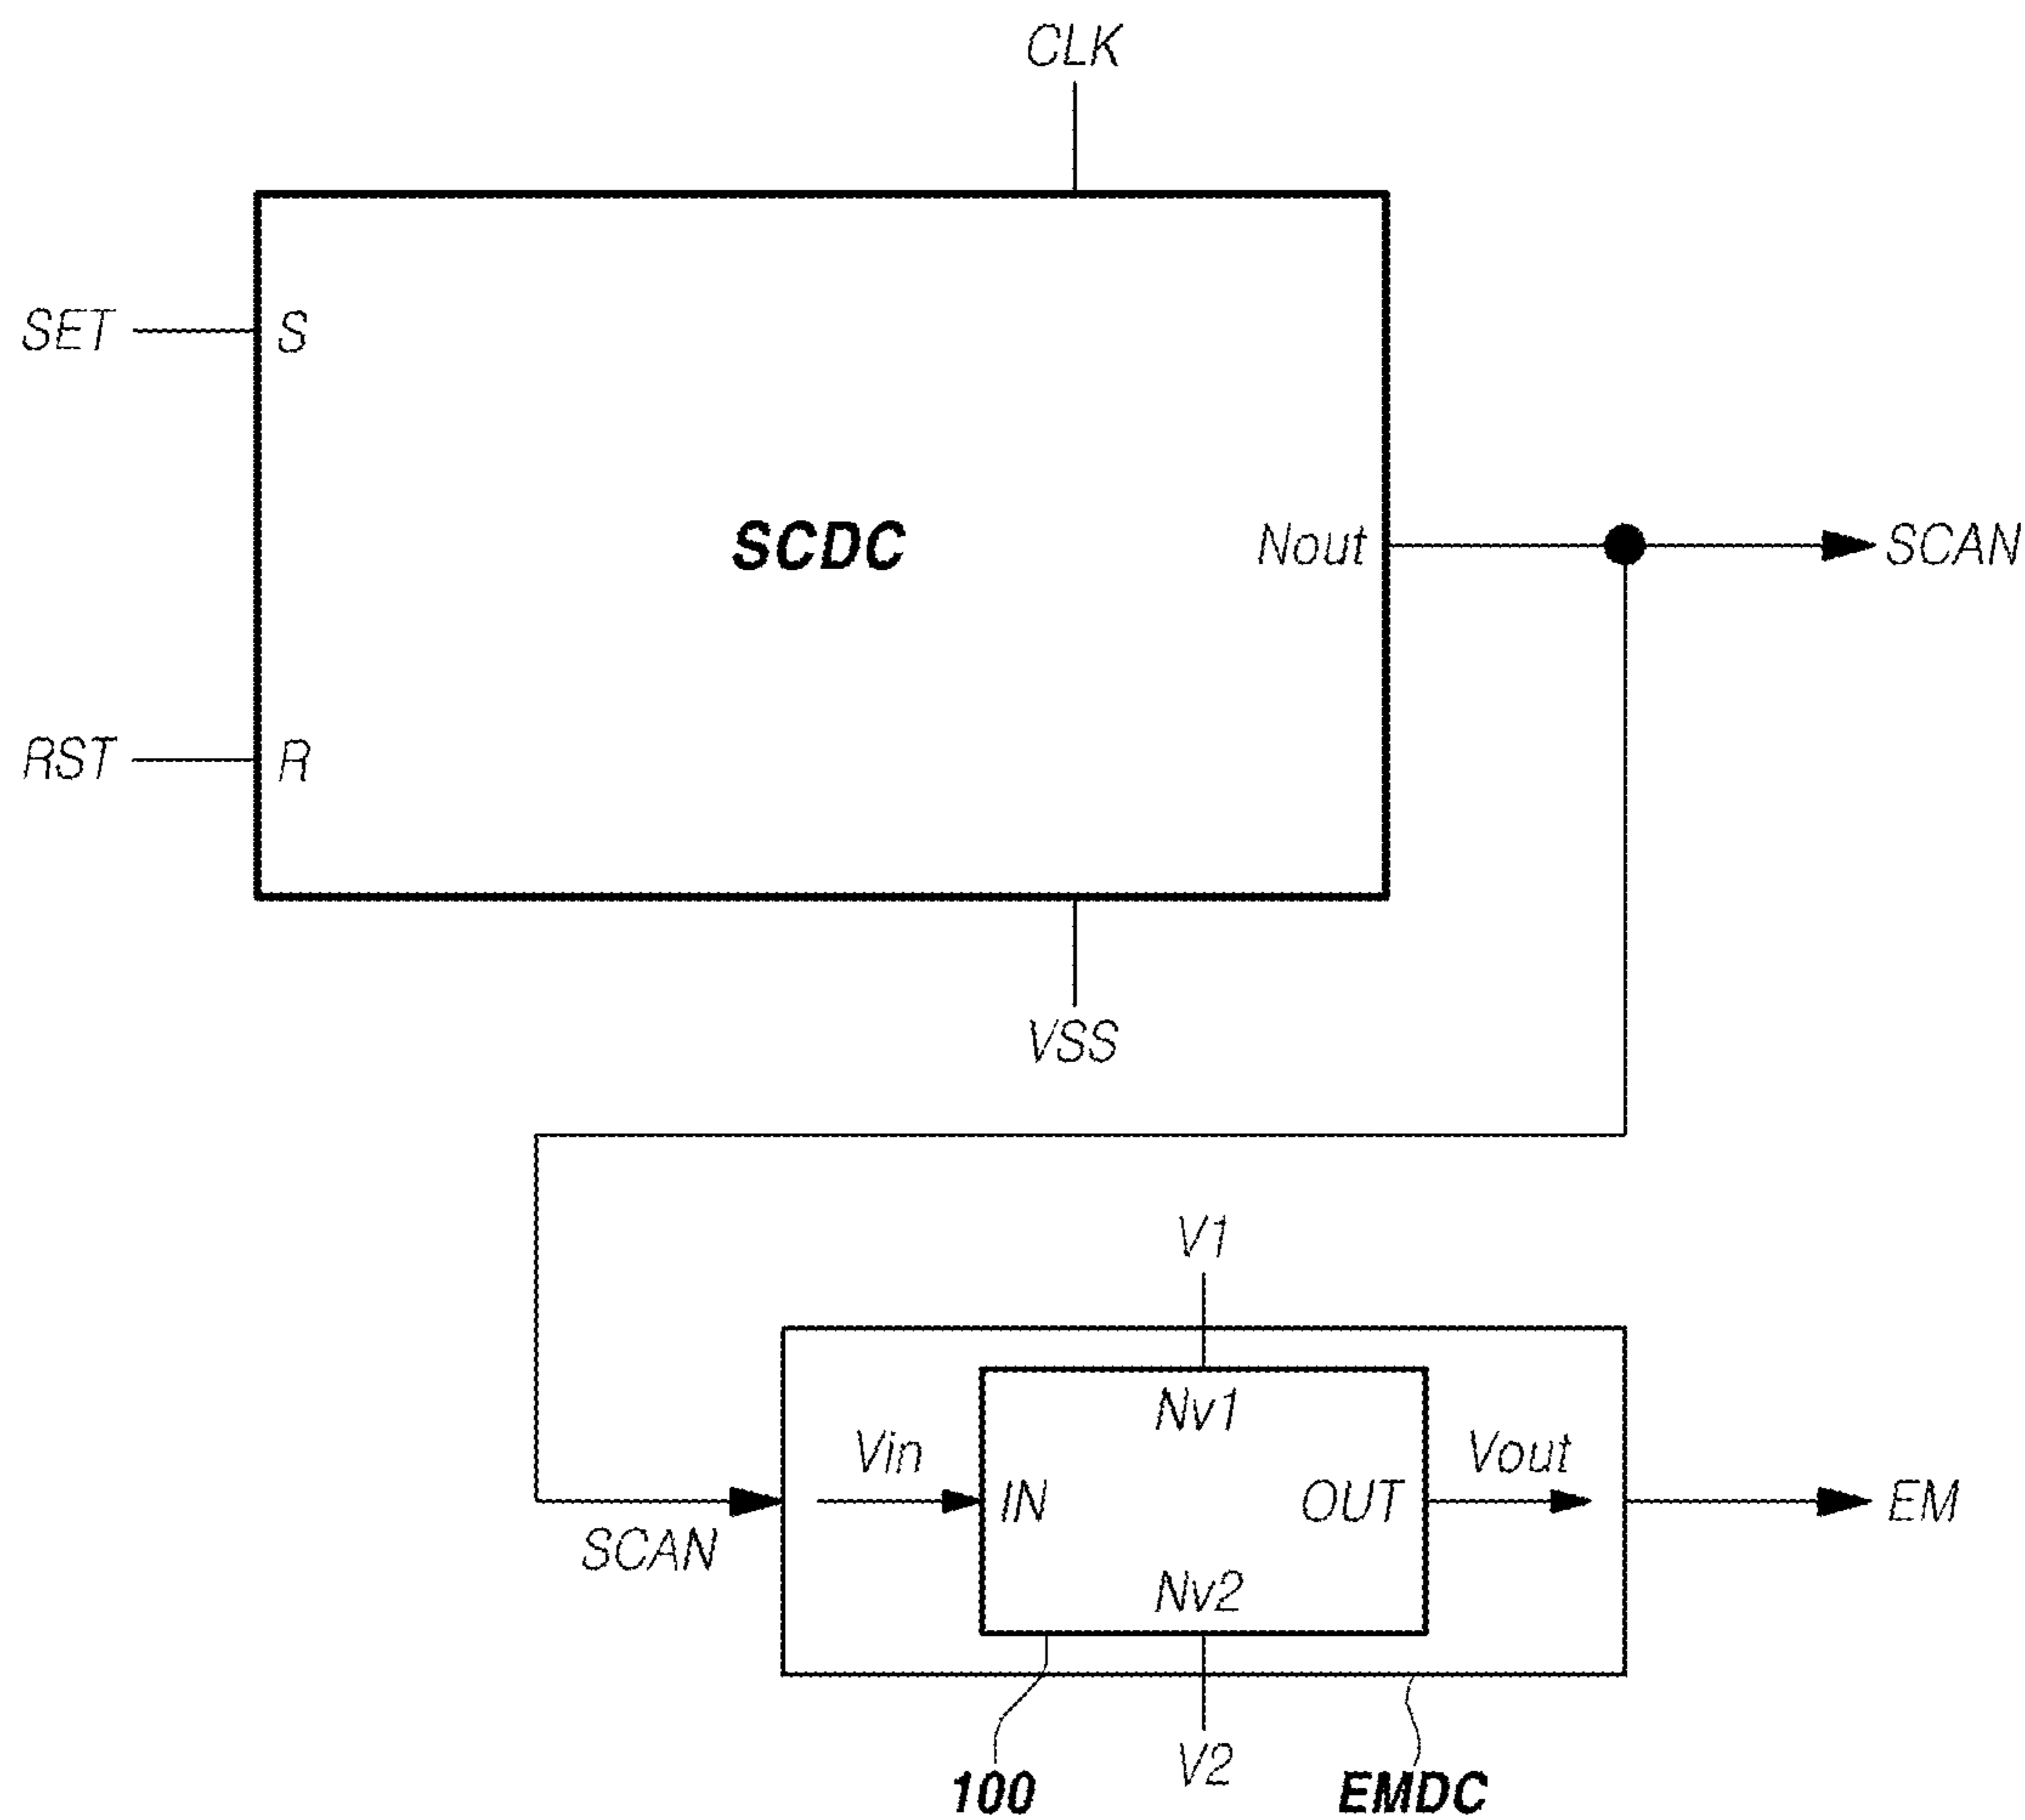 CLK
SET
S
SCDC
Nout
SCAN
RST
R
VSS
V1
Nv1
Vin
Vout
IN
OUT
EM
SCAN
Nv2
V2
100
EMDC